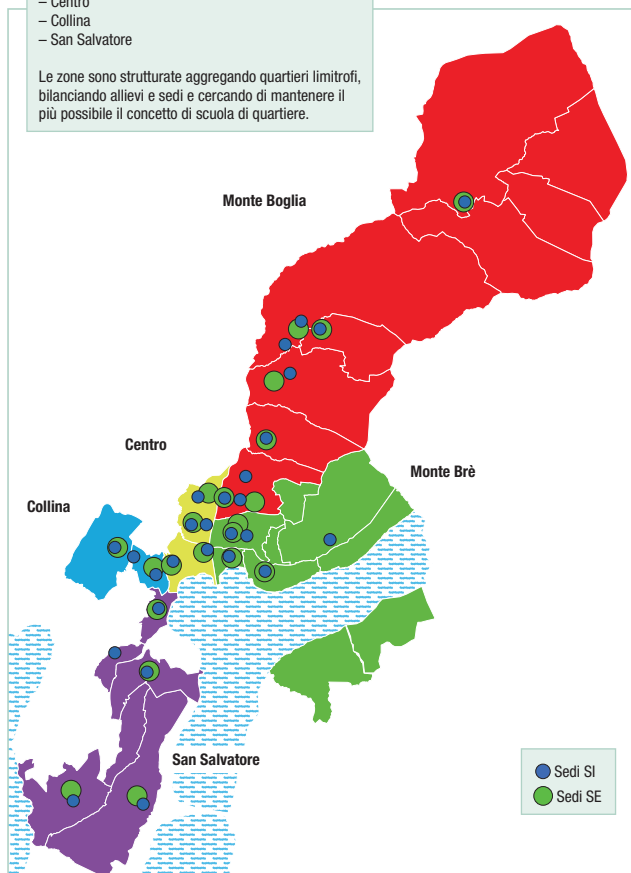 – Centro
– Collina
– San Salvatore
Le zone sono strutturate aggregando quartieri limitrofi,
bilanciando allievi e sedi e cercando di mantenere il
più possibile il concetto di scuola di quartiere.
Monte Boglia
Centro
Monte Brè
Collina
San Salvatore
Sedi SI
Sedi SE